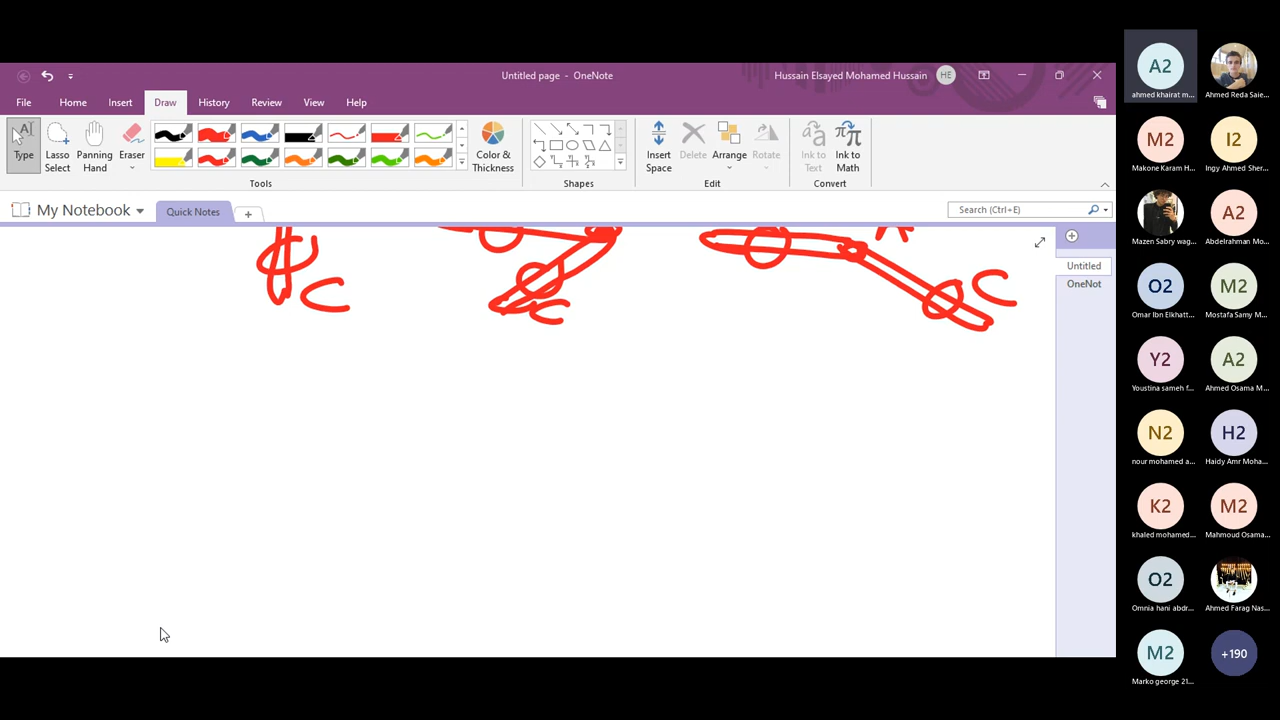 Untitled page - OneNote
Hussain Elsayed Mohamed Hussain HE
File Home Insert Draw History Review View Help
Type
Lasso Select
Panning Hand
Eraser
Color & Thickness
Insert Space
Delete
Arrange
Rotate
Ink to Text
Ink to Math
Tools
Shapes
Edit
Convert
My Notebook
Quick Notes
Search (Ctrl+E)
Untitled
OneNot
C
C
C
A2
ahmed khairat m...
Ahmed Reda Saie...
M2
Makone Karam H...
I2
Ingy Ahmed Sher...
Mazen Sabry wag...
A2
Abdelrahman Mo...
O2
Omar Ibn Elkhatt...
M2
Mostafa Samy M...
Y2
Youstina sameh f...
A2
Ahmed Osama M...
N2
nour mohamed a...
H2
Haidy Amr Moha...
K2
khaled mohamed...
M2
Mahmoud Osama...
O2
Omnia hani abdr...
Ahmed Farag Nas...
M2
Marko george 21...
+190